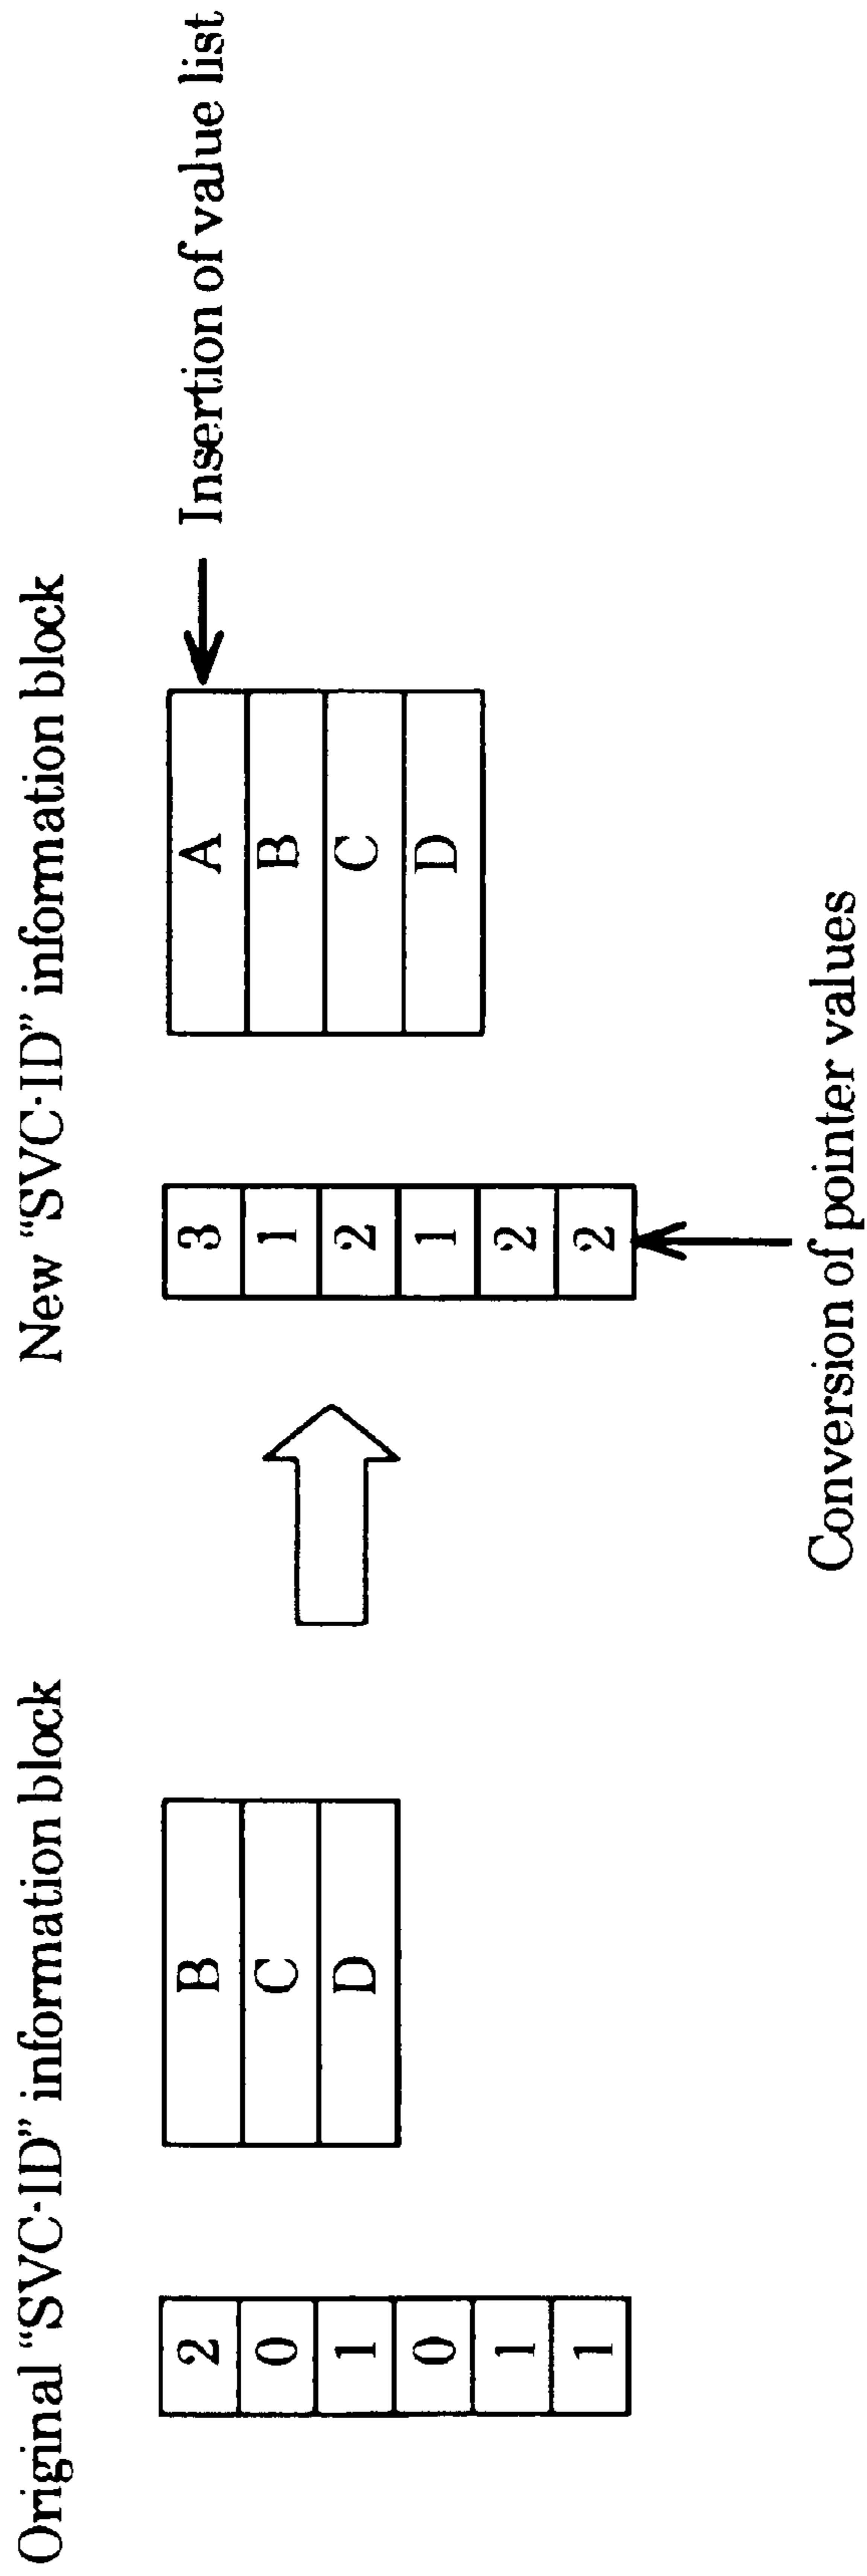 Original “SVC-ID” information block
2
0
1
0
1
1
B
C
D
New “SVC-ID” information block
3
1
2
1
2
2
A
B
C
D
Insertion of value list
Conversion of pointer values